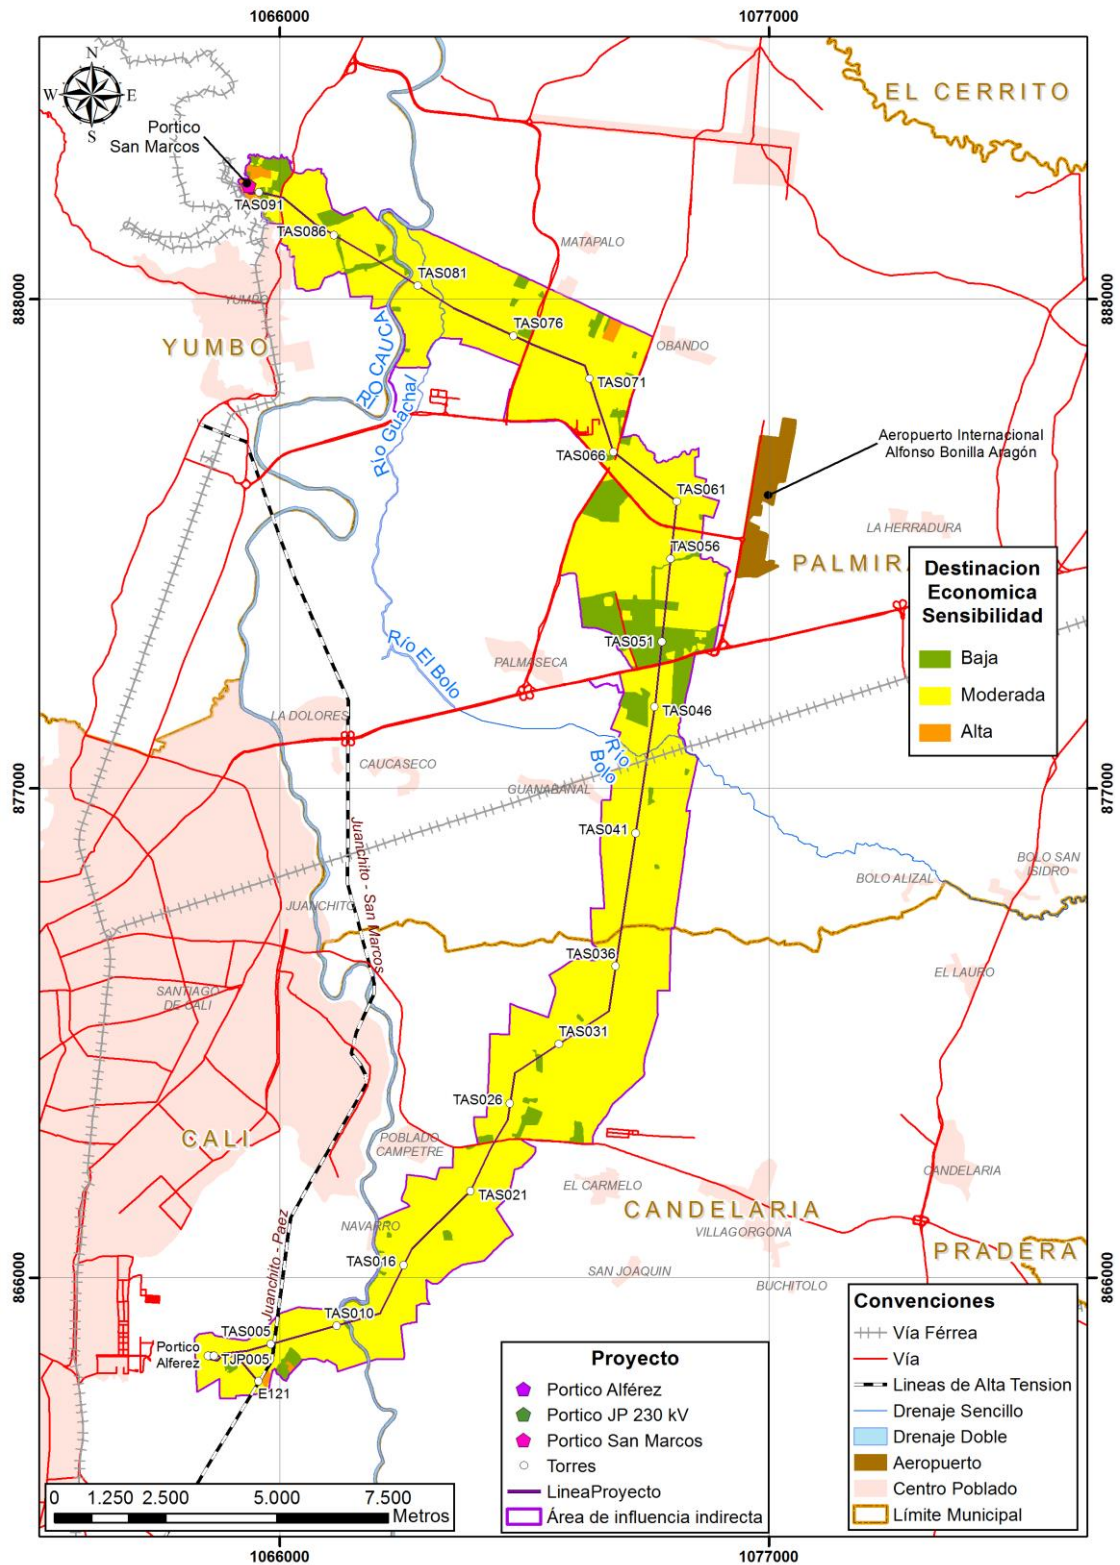 1066000
1077000
N
W
E
S
EL CERRITO
Portico
San Marcos
TAS091
TAS086
MATAPALO
TAS081
888000
888000
YUMBO
YUMBO
RÍO CAUCA
TAS076
OBANDO
TAS071
Río Guachal
Aeropuerto Internacional
Alfonso Bonilla Aragón
TAS066
TAS061
LA HERRADURA
TAS056
PALMIRA
Destinacion
Economica
Sensibilidad
Baja
Moderada
Alta
Río El Bolo
TAS051
PALMASECA
TAS046
LA DOLORES
Río
Bolo
CAUCASECO
GUANABANAL
877000
877000
TAS041
Juanchito - San Marcos
BOLO SAN
ISIDRO
BOLO ALIZAL
JUANCHITO
TAS036
EL LAURO
SANTIAGO
DE CALI
TAS031
TAS026
CALI
POBLADO
CAMPETRE
CANDELARIA
TAS021
EL CARMELO
CANDELARIA
VILLAGORGONA
NAVARRO
Juanchito - Paez
PRADERA
TAS016
SAN JOAQUIN
BUCHITOLO
866000
866000
TAS010
TAS005
Portico
Alferez
TJP005
E121
Proyecto
Portico Alférez
Portico JP 230 kV
Portico San Marcos
Torres
LineaProyecto
Área de influencia indirecta
Convenciones
Vía Férrea
Vía
Lineas de Alta Tension
Drenaje Sencillo
Drenaje Doble
Aeropuerto
Centro Poblado
Límite Municipal
0 1.250 2.500 5.000 7.500
Metros
1066000
1077000